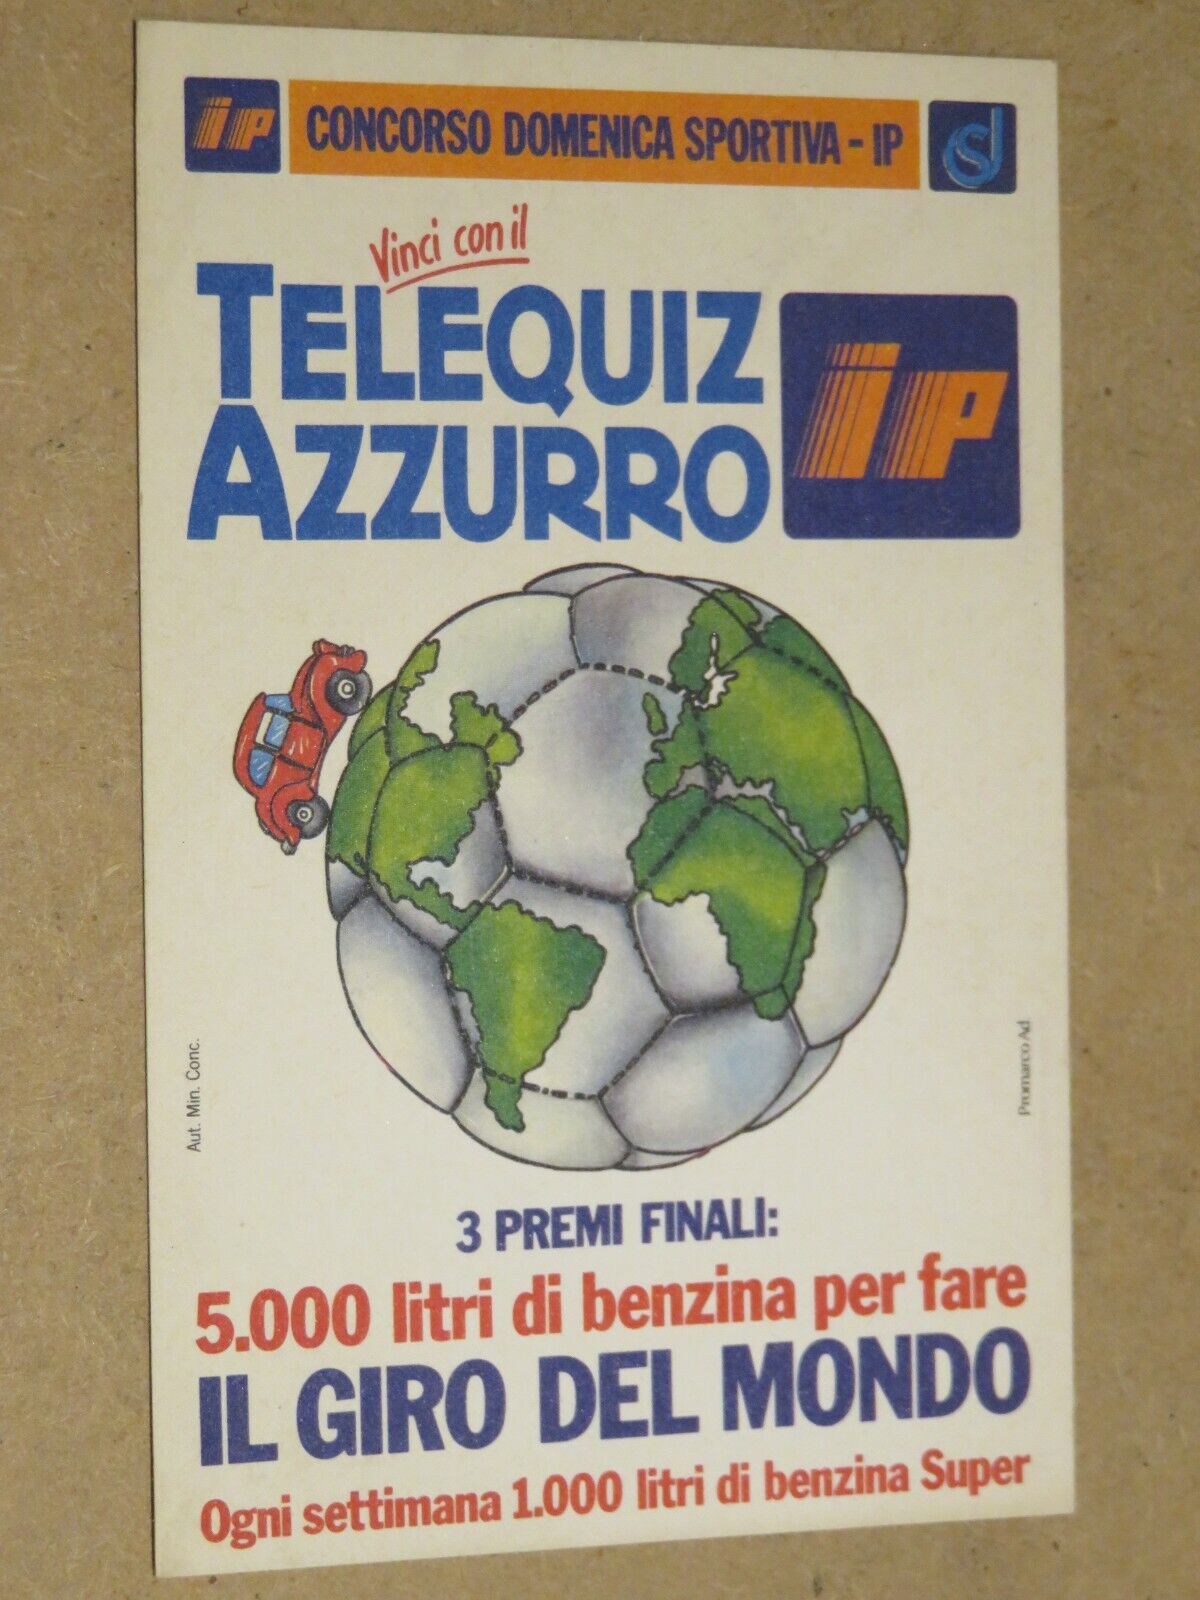 iP CONCORSO DOMENICA SPORTIVA - IP dS
Vinci con il
TELEQUIZ
AZZURRO
iP
Aut. Min. Conc.
Promarco Ad
3 PREMI FINALI:
5.000 litri di benzina per fare
IL GIRO DEL MONDO
Ogni settimana 1.000 litri di benzina Super